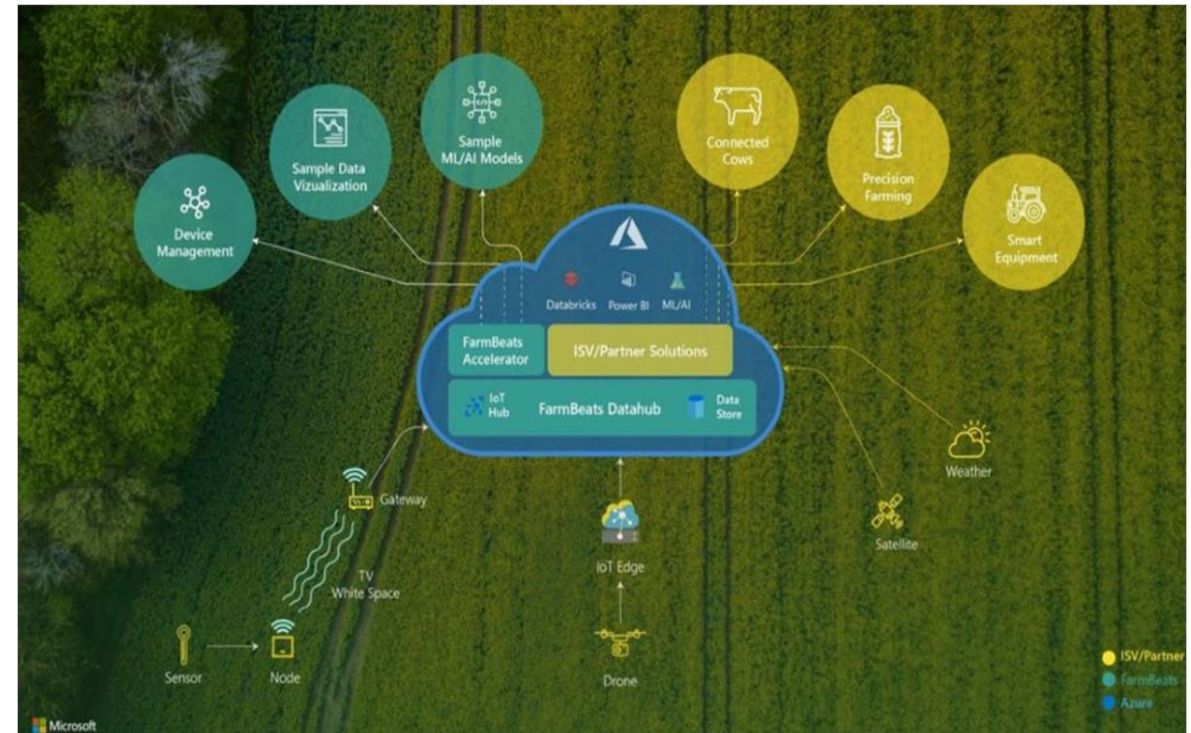 Device
Management
Sample Data
Vizualization
Sample
ML/AI Models
Connected
Cows
Precision
Farming
Smart
Equipment
Databricks
Power BI
ML/AI
FarmBeats
Accelerator
ISV/Partner Solutions
IoT
Hub
FarmBeats Datahub
Data
Store
Weather
Satellite
Gateway
TV
White Space
IoT Edge
Sensor
Node
Drone
ISV/Partner
FarmBeats
Azure
Microsoft